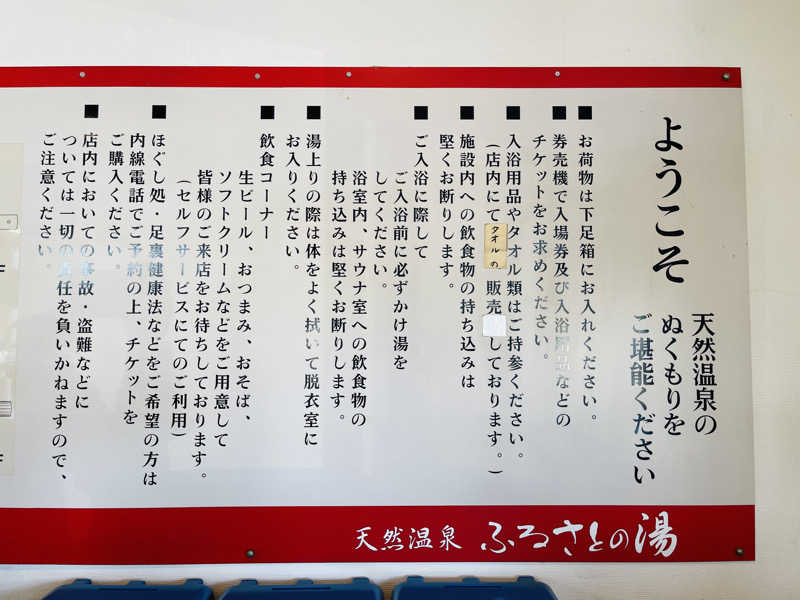 ようこそ
天然温泉の
ぬくもりを
ご堪能ください
■ お荷物は下足箱にお入れください。
■ 券売機で入場券及び入浴用品などの
チケットをお求めください。
■ 入浴用品やタオル類はご持参ください。
(店内にてタオルの販売しております。)
■ 施設内への飲食物の持ち込みは
堅くお断りします。
■ ご入浴に際して
ご入浴前に必ずかけ湯を
してください。
浴室内、サウナ室への飲食物の
持ち込みは堅くお断りします。
■ 湯上りの際は体をよく拭いて脱衣室に
お入りください。
■ 飲食コーナー
生ビール、おつまみ、おそば、
ソフトクリームなどをご用意して
皆様のご来店をお待ちしております。
(セルフサービスにてのご利用)
■ ほぐし処・足裏健康法などをご希望の方は
内線電話でご予約の上、チケットを
ご購入ください。
■ 店内においての事故・盗難などに
ついては一切の責任を負いかねますので、
ご注意ください。
天然温泉 ふるさとの湯